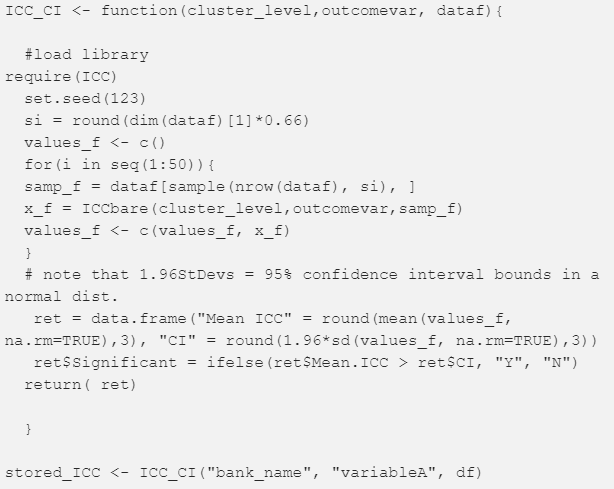 ICC_CI <- function(cluster_level,outcomevar, dataf){
#load library
require(ICC)
set.seed(123)
si = round(dim(dataf)[1]*0.66)
values_f <- c()
for(i in seq(1:50)){
samp_f = dataf[sample(nrow(dataf), si), ]
x_f = ICCbare(cluster_level,outcomevar,samp_f)
values_f <- c(values_f, x_f)
}
# note that 1.96StDevs = 95% confidence interval bounds in a
normal dist.
ret = data.frame("Mean ICC" = round(mean(values_f,
na.rm=TRUE),3), "CI" = round(1.96*sd(values_f, na.rm=TRUE),3))
ret$Significant = ifelse(ret$Mean.ICC > ret$CI, "Y", "N")
return( ret)
}
stored_ICC <- ICC_CI("bank_name", "variableA", df)